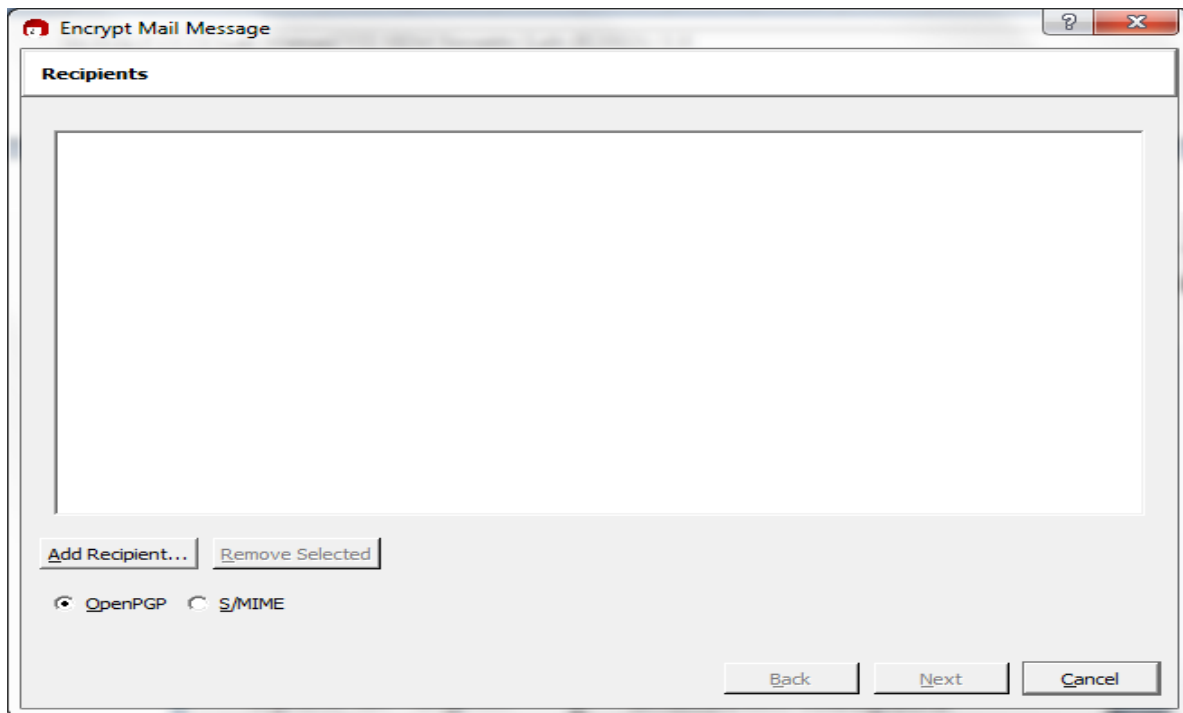 Encrypt Mail Message
Recipients
Add Recipient... Remove Selected
OpenPGP S/MIME
Back Next Cancel